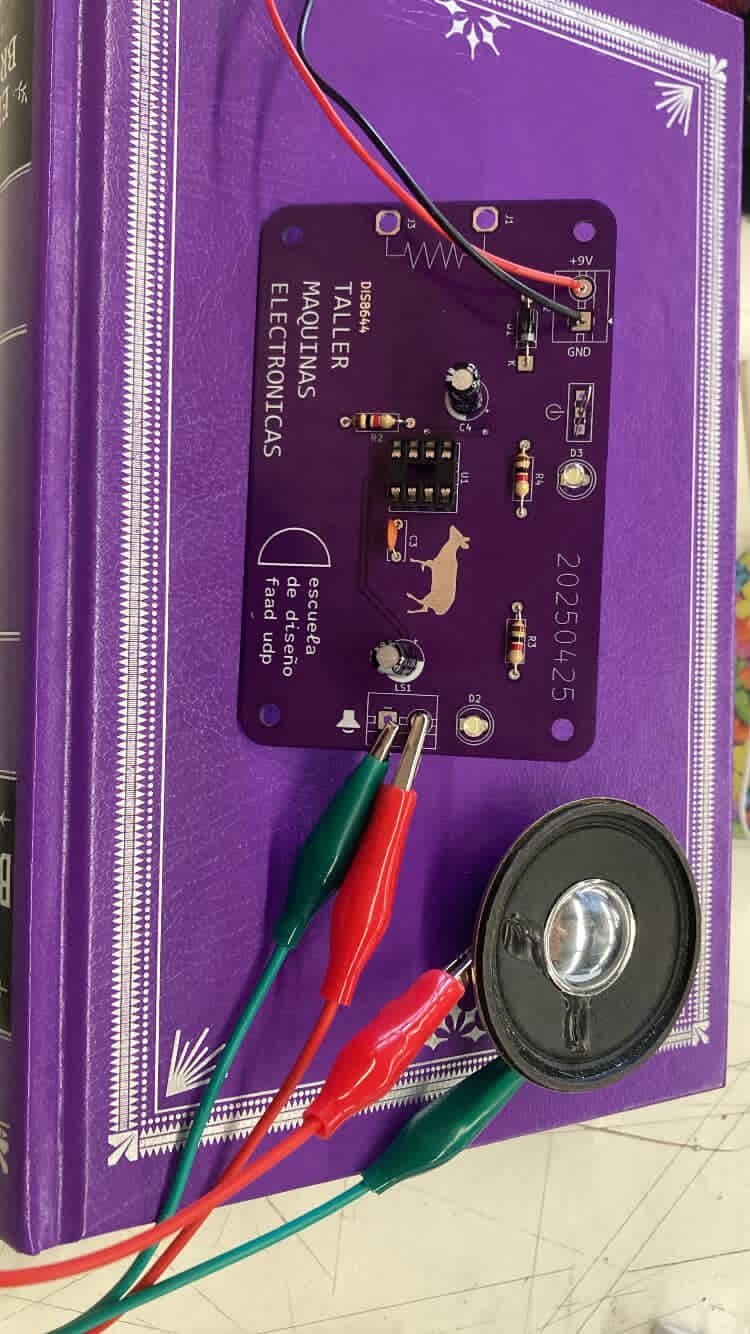 +9V
GND
D3
20250425
R4
R3
D1
K
J1
D2
C4
U1
C3
LS1
J3
R2
DIS8644
TALLER
MAQUINAS
ELECTRONICAS
escuela
de diseño
faad udp